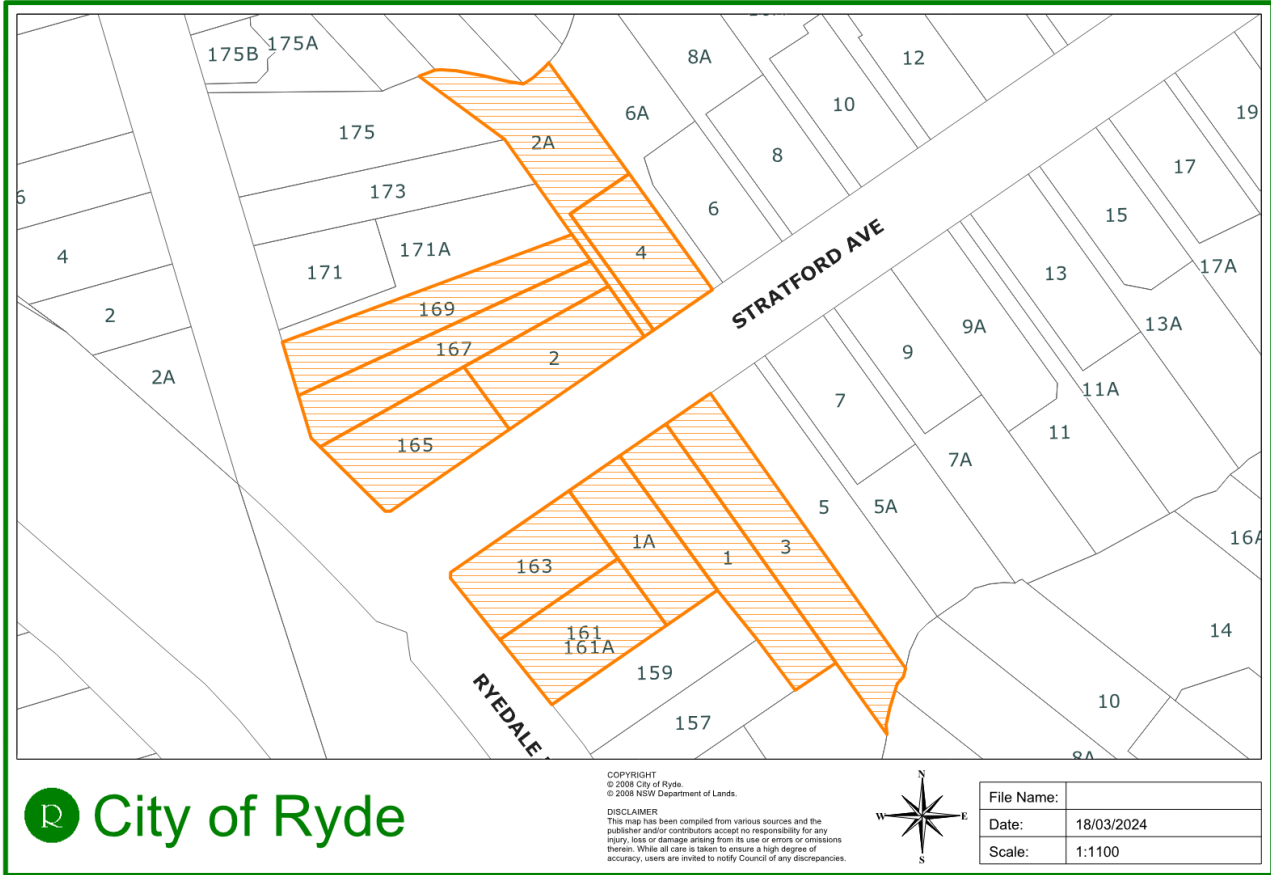 175B
175A
8A
12
10
6A
19
175
2A
8
17
173
6
6
15
4
171A
4
171
17A
STRATFORD AVE
13
2
169
13A
9A
167
2
9
2A
11A
7
165
11
7A
5
5A
16A
1A
3
163
1
161
161A
14
159
RYEDALE
157
10
8A
City of Ryde
R
COPYRIGHT
© 2008 City of Ryde.
© 2008 NSW Department of Lands.
DISCLAIMER
This map has been compiled from various sources and the
publisher and/or contributors accept no responsibility for any
injury, loss or damage arising from its use or errors or omissions
therein. While all care is taken to ensure a high degree of
accuracy, users are invited to notify Council of any discrepancies.
N
W
E
S
File Name:
Date: 18/03/2024
Scale: 1:1100